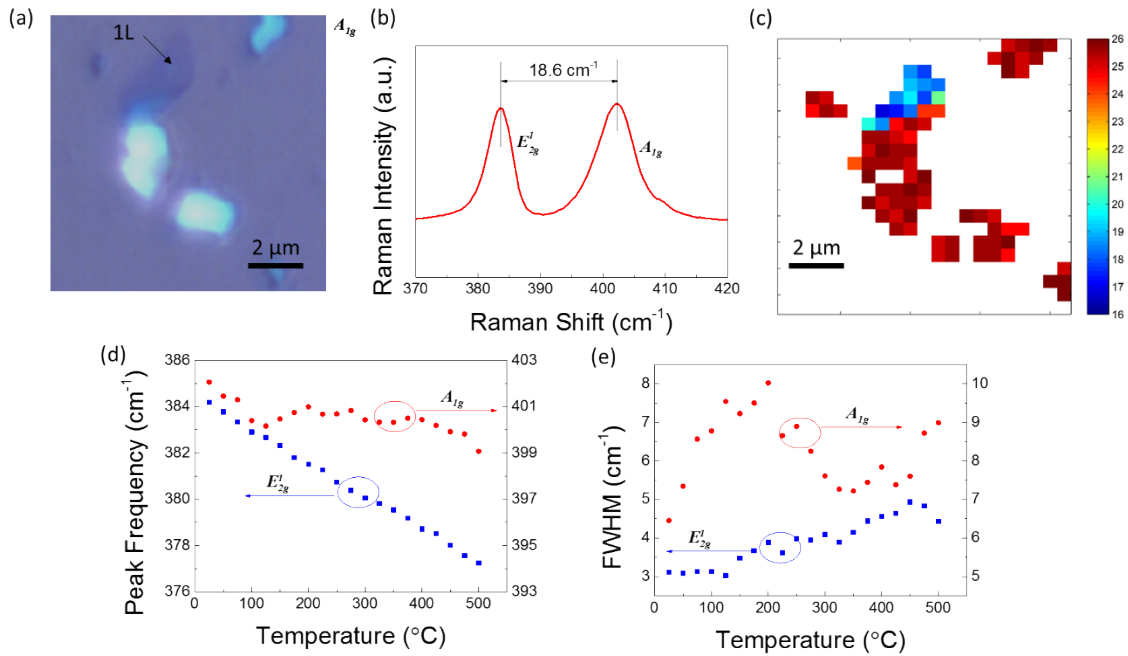 (a)
1L
2 μm
A1g
(b)
18.6 cm-1
E12g
A1g
Raman Intensity (a.u.)
370 380 390 400 410 420
Raman Shift (cm-1)
(c)
2 μm
26
25
24
23
22
21
20
19
18
17
16
(d)
386
384
382
380
378
376
403
401
399
397
395
393
A1g
E12g
Peak Frequency (cm-1)
0 100 200 300 400 500
Temperature (°C)
(e)
8
7
6
5
4
3
10
9
8
7
6
5
A1g
E12g
FWHM (cm-1)
0 100 200 300 400 500
Temperature (°C)